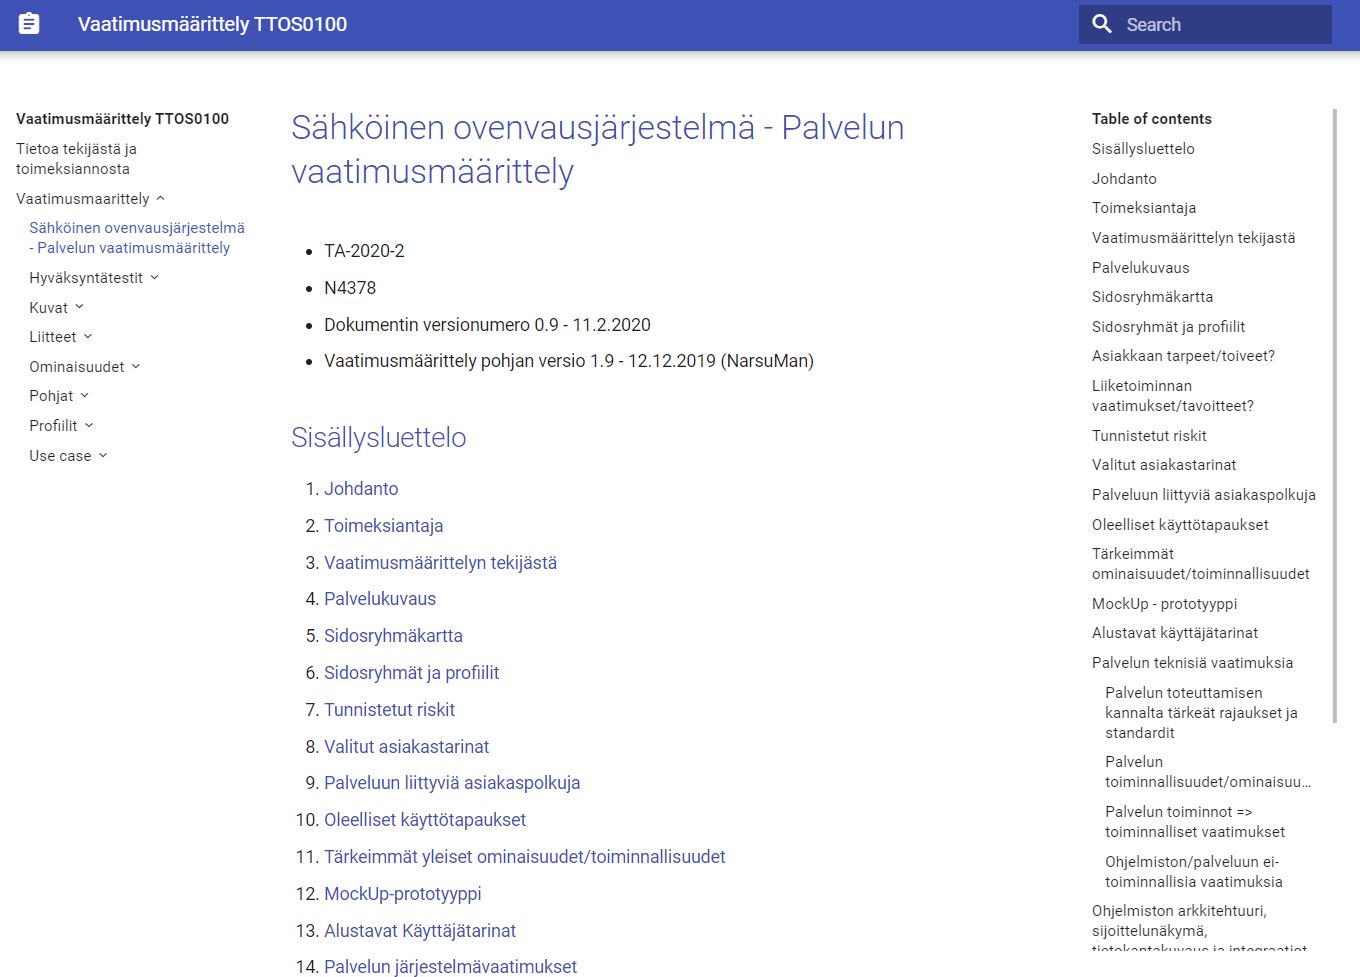 Vaatimusmäärittely TTOS0100
Search
Vaatimusmäärittely TTOS0100
Tietoa tekijästä ja
toimeksiannosta
Vaatimusmaarittely
Sähköinen ovenvausjärjestelmä
- Palvelun vaatimusmäärittely
Hyväksyntätestit
Kuvat
Liitteet
Ominaisuudet
Pohjat
Profiilit
Use case
Sähköinen ovenvausjärjestelmä - Palvelun
vaatimusmäärittely
• TA-2020-2
• N4378
• Dokumentin versionumero 0.9 - 11.2.2020
• Vaatimusmäärittely pohjan versio 1.9 - 12.12.2019 (NarsuMan)
Sisällysluettelo
1. Johdanto
2. Toimeksiantaja
3. Vaatimusmäärittelyn tekijästä
4. Palvelukuvaus
5. Sidosryhmäkartta
6. Sidosryhmät ja profiilit
7. Tunnistetut riskit
8. Valitut asiakastarinat
9. Palveluun liittyviä asiakaspolkuja
10. Oleelliset käyttötapaukset
11. Tärkeimmät yleiset ominaisuudet/toiminnallisuudet
12. MockUp-prototyyppi
13. Alustavat Käyttäjätarinat
14. Palvelun järjestelmävaatimukset
Table of contents
Sisällysluettelo
Johdanto
Toimeksiantaja
Vaatimusmäärittelyn tekijastä
Palvelukuvaus
Sidosryhmäkartta
Sidosryhmät ja profiilit
Asiakkaan tarpeet/toiveet?
Liiketoiminnan
vaatimukset/tavoitteet?
Tunnistetut riskit
Valitut asiakastarinat
Palveluun liittyviä asiakaspolkuja
Oleelliset käyttötapaukset
Tärkeimmät
ominaisuudet/toiminnallisuudet
MockUp - prototyyppi
Alustavat käyttäjätarinat
Palvelun teknisiä vaatimuksia
Palvelun toteuttamisen
kannalta tärkeät rajaukset ja
standardit
Palvelun
toiminnallisuudet/ominaisuu...
Palvelun toiminnot =>
toiminnalliset vaatimukset
Ohjelmiston/palveluun ei-
toiminnallisia vaatimuksia
Ohjelmiston arkkitehtuuri,
sijoittelunäkymä,
tietokantakuvaus ja integraatiot